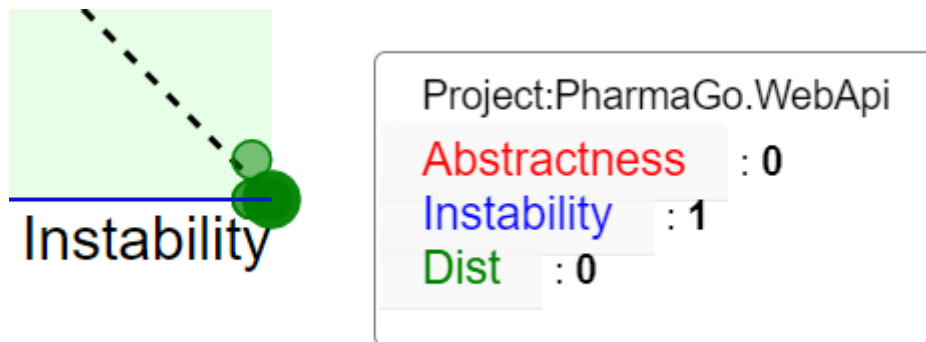 Instability
Project:PharmaGo.WebApi
Abstractness : 0
Instability : 1
Dist : 0